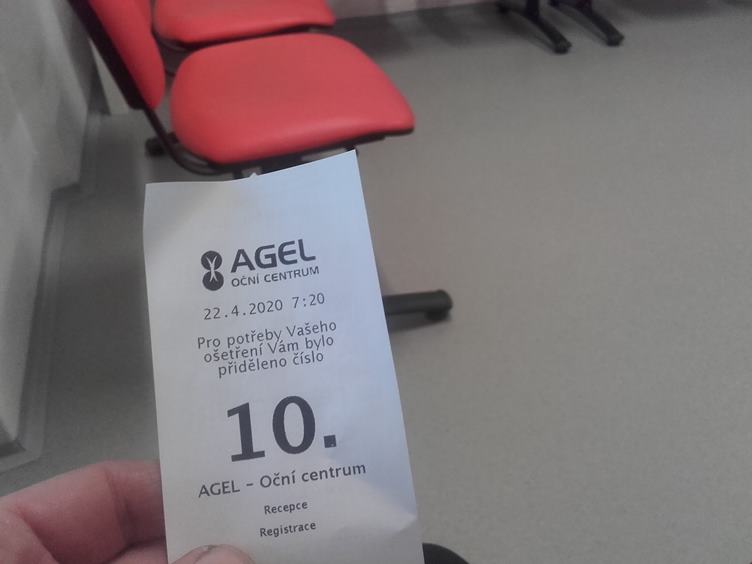 AGEL
OČNÍ CENTRUM
22.4.2020 7:20
Pro potřeby Vašeho
ošetření Vám bylo
přiděleno číslo
10.
AGEL - Oční centrum
Recepce
Registrace